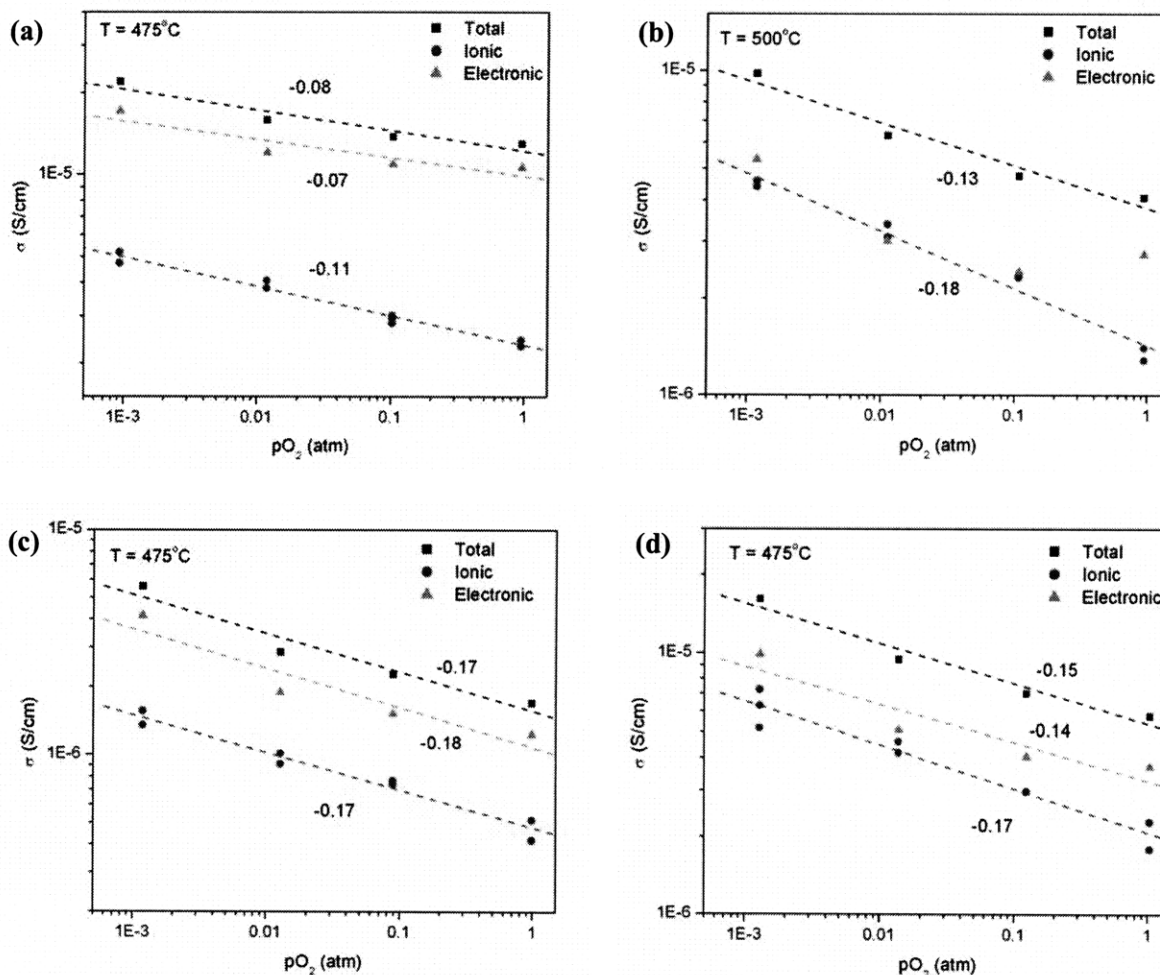 (a)
T = 475°C
Total
Ionic
Electronic
-0.08
-0.07
-0.11
1E-5
σ (S/cm)
1E-3
0.01
0.1
1
pO2 (atm)
(b)
T = 500°C
Total
Ionic
Electronic
-0.13
-0.18
1E-5
1E-6
σ (S/cm)
1E-3
0.01
0.1
1
pO2 (atm)
(c)
T = 475°C
Total
Ionic
Electronic
-0.17
-0.18
-0.17
1E-5
1E-6
σ (S/cm)
1E-3
0.01
0.1
1
pO2 (atm)
(d)
T = 475°C
Total
Ionic
Electronic
-0.15
-0.14
-0.17
1E-5
1E-6
σ (S/cm)
1E-3
0.01
0.1
1
pO2 (atm)